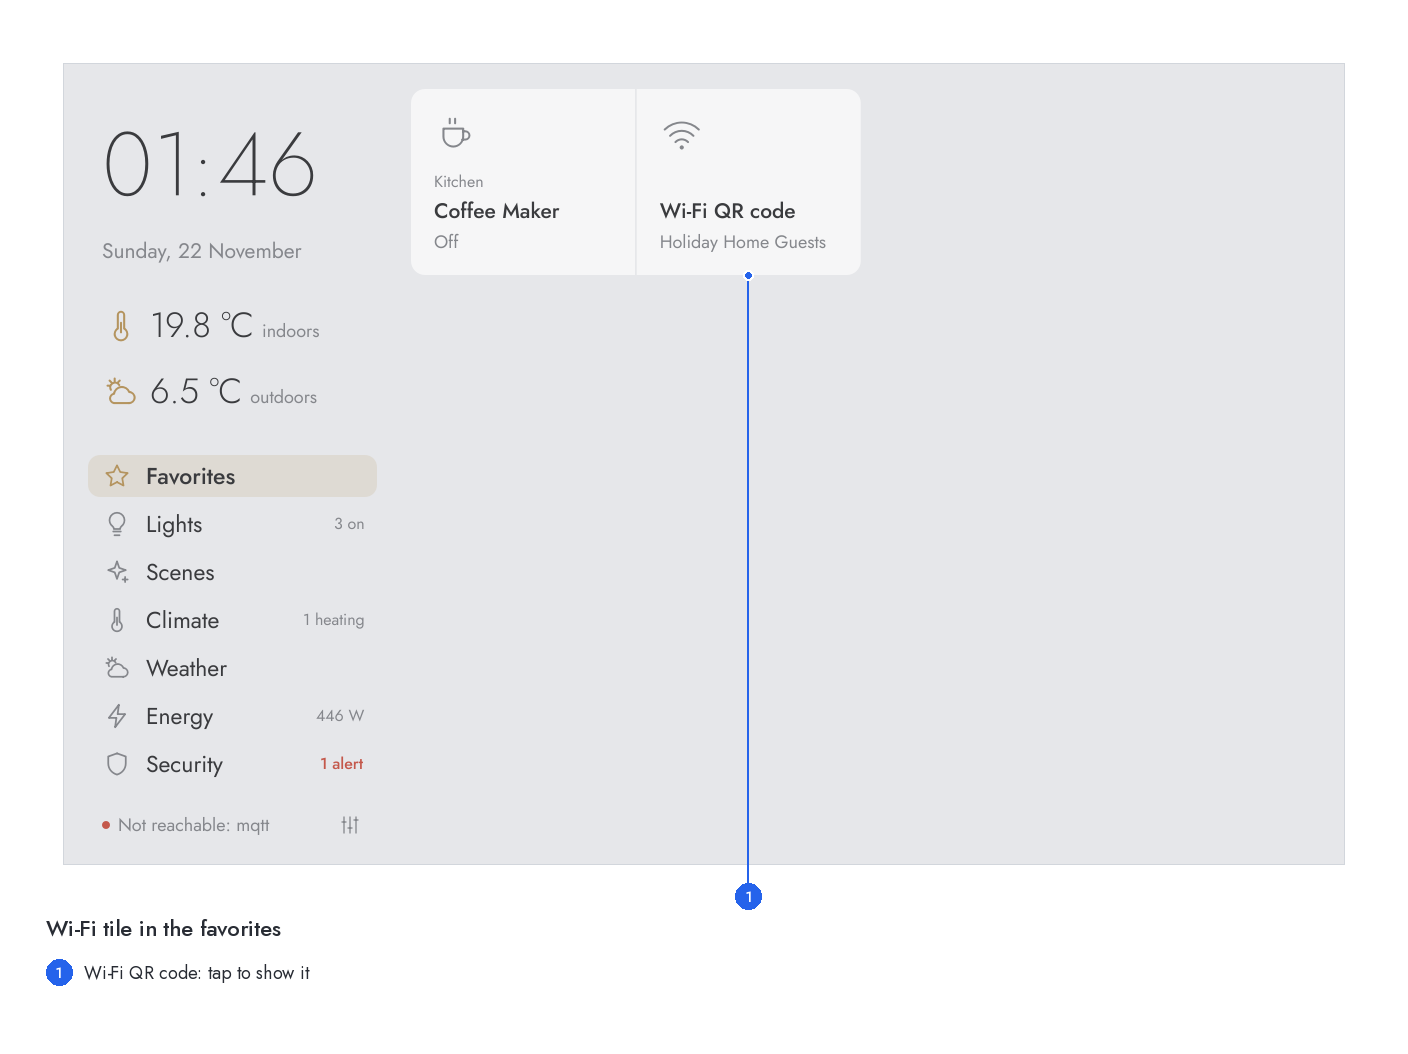 01:46
Sunday, 22 November
19.8 °C indoors
6.5 °C outdoors
Favorites
Lights 3 on
Scenes
Climate 1 heating
Weather
Energy 446 W
Security 1 alert
Not reachable: mqtt
Kitchen
Coffee Maker
Off
Wi-Fi QR code
Holiday Home Guests
1
Wi-Fi tile in the favorites
1 Wi-Fi QR code: tap to show it